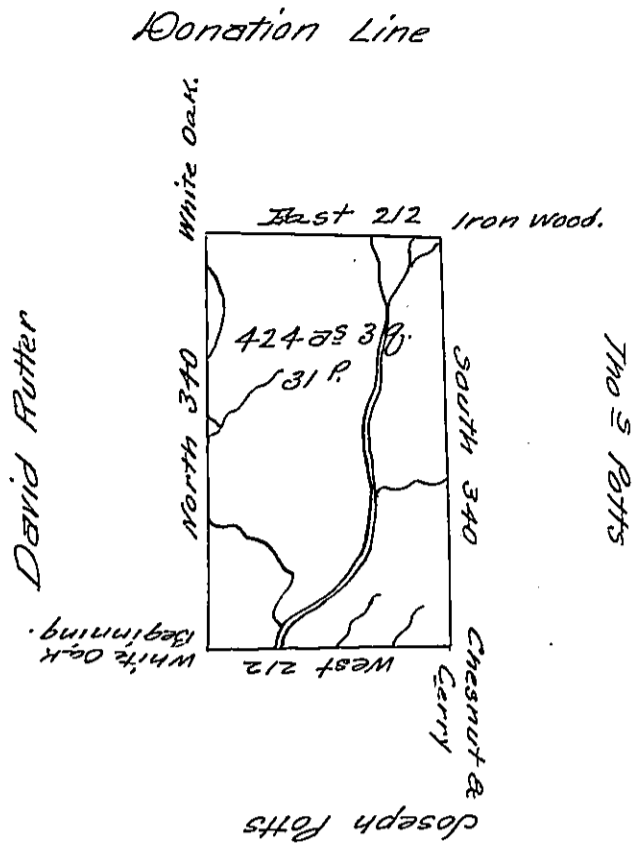 Donation Line
White Oak.
East 212
Iron Wood.
424 as 3 q.
31 P.
North 340
David Rutter
South 340
Thos Potts
White Oak
Beginning.
West 212
Chesnut &
Cerry
Joseph Potts